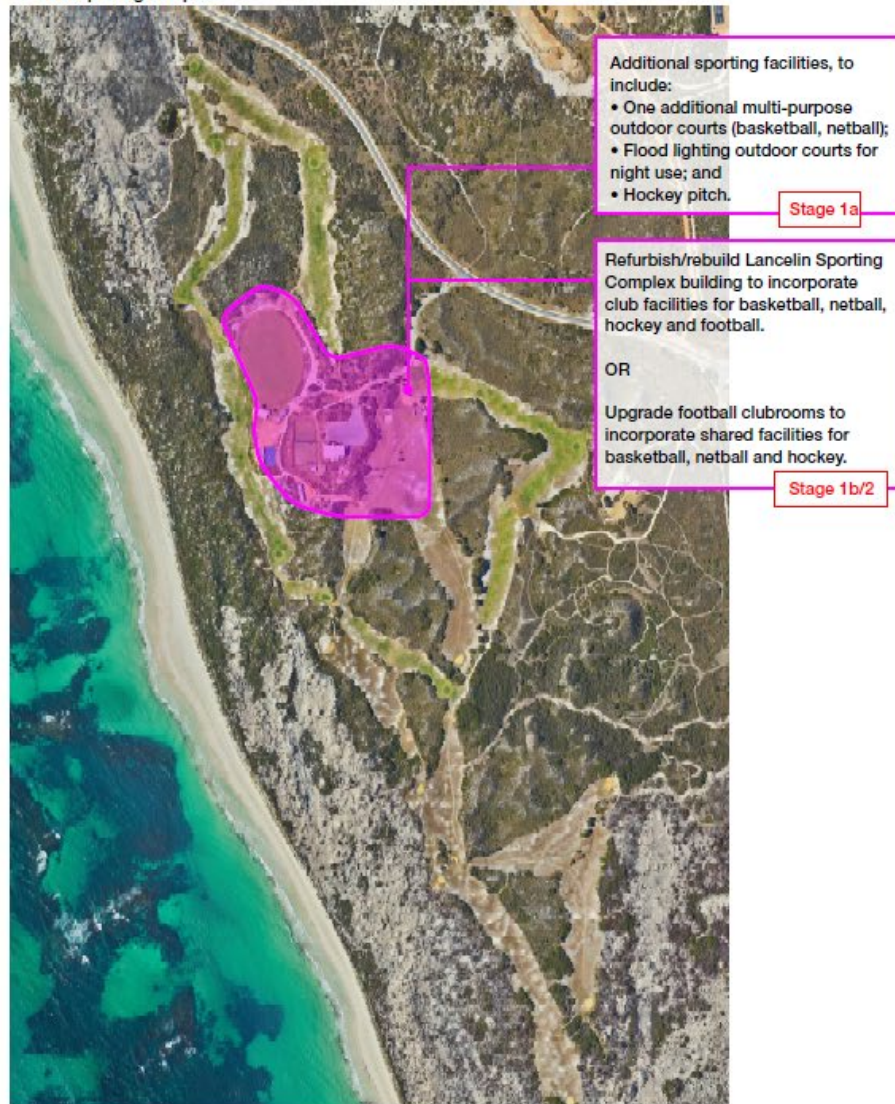 Additional sporting facilities, to
include:
• One additional multi-purpose
outdoor courts (basketball, netball);
• Flood lighting outdoor courts for
night use; and
• Hockey pitch.
Stage 1a
Refurbish/rebuild Lancelin Sporting
Complex building to incorporate
club facilities for basketball, netball,
hockey and football.
OR
Upgrade football clubrooms to
incorporate shared facilities for
basketball, netball and hockey.
Stage 1b/2